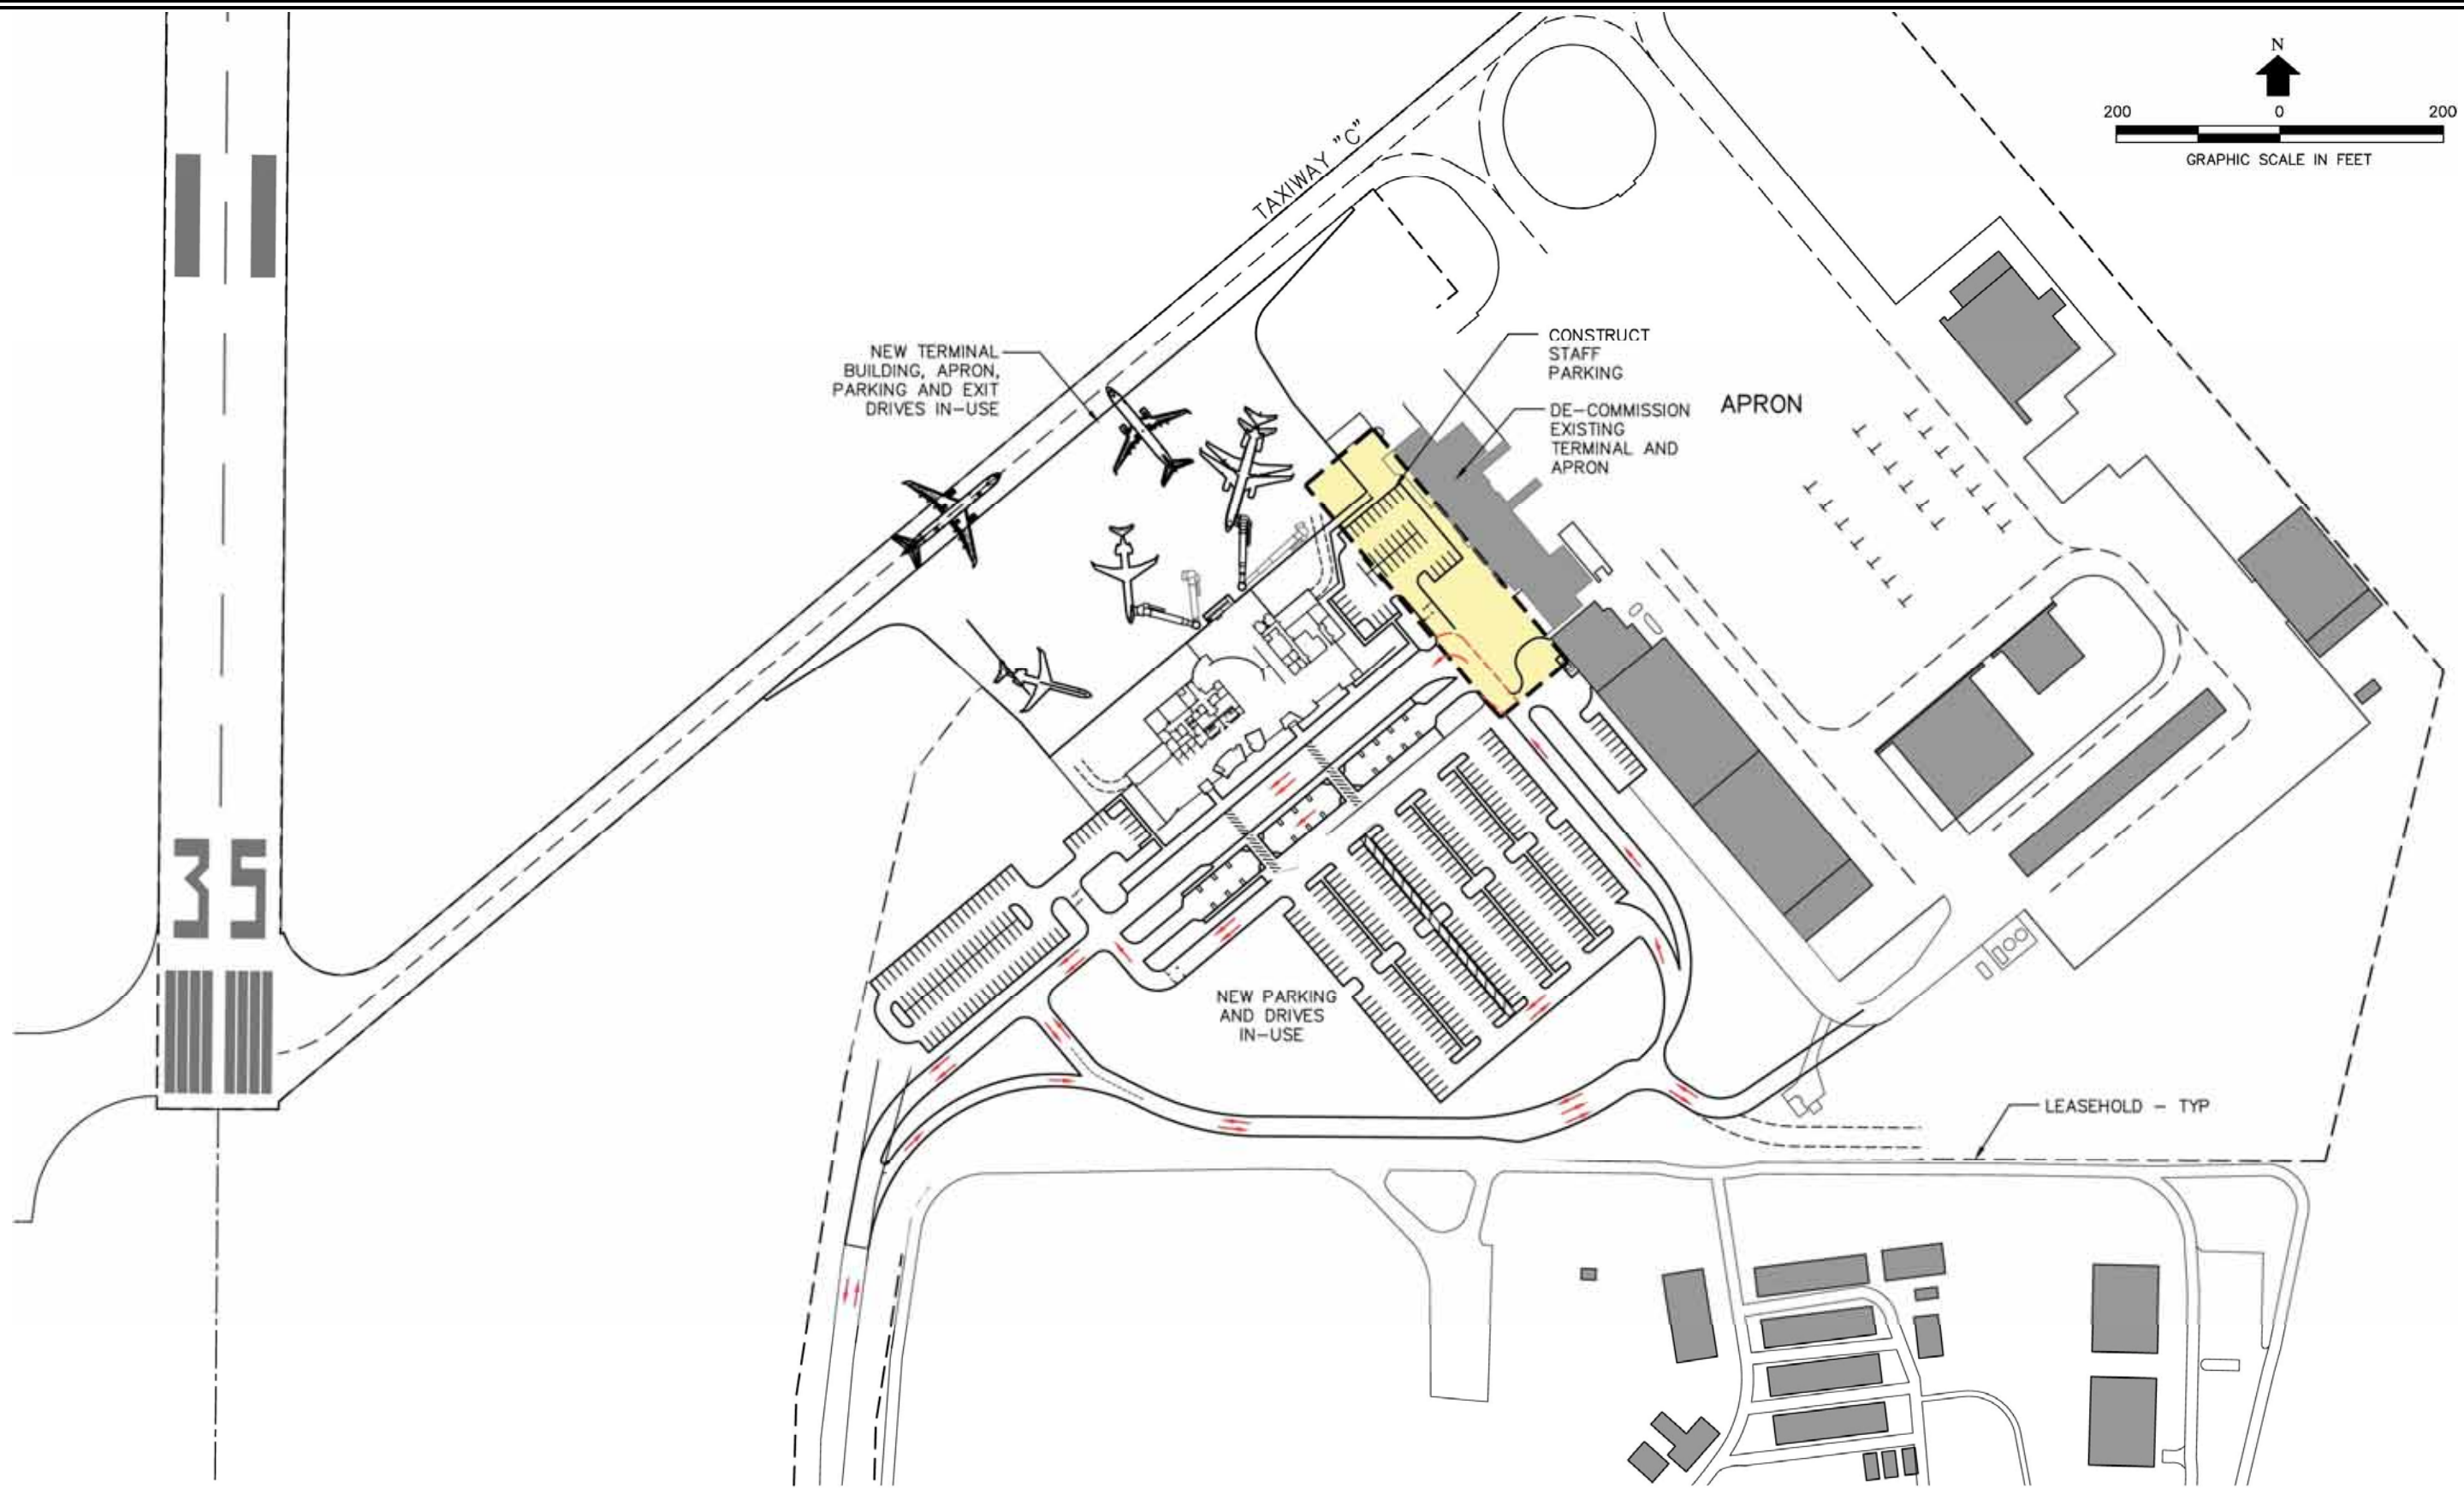 N
200 0 200
GRAPHIC SCALE IN FEET
TAXIWAY "C"
NEW TERMINAL
BUILDING, APRON,
PARKING AND EXIT
DRIVES IN-USE
CONSTRUCT
STAFF
PARKING
DE-COMMISSION
EXISTING
TERMINAL AND
APRON
APRON
35
NEW PARKING
AND DRIVES
IN-USE
LEASEHOLD - TYP